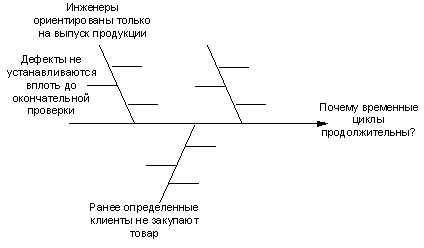 Инженеры
ориентированы только
на выпуск продукции
Дефекты не
устанавливаются
вплоть до
окончательной
проверки
Почему временные
циклы
продолжительны?
Ранее определенные
клиенты не закупают
товар